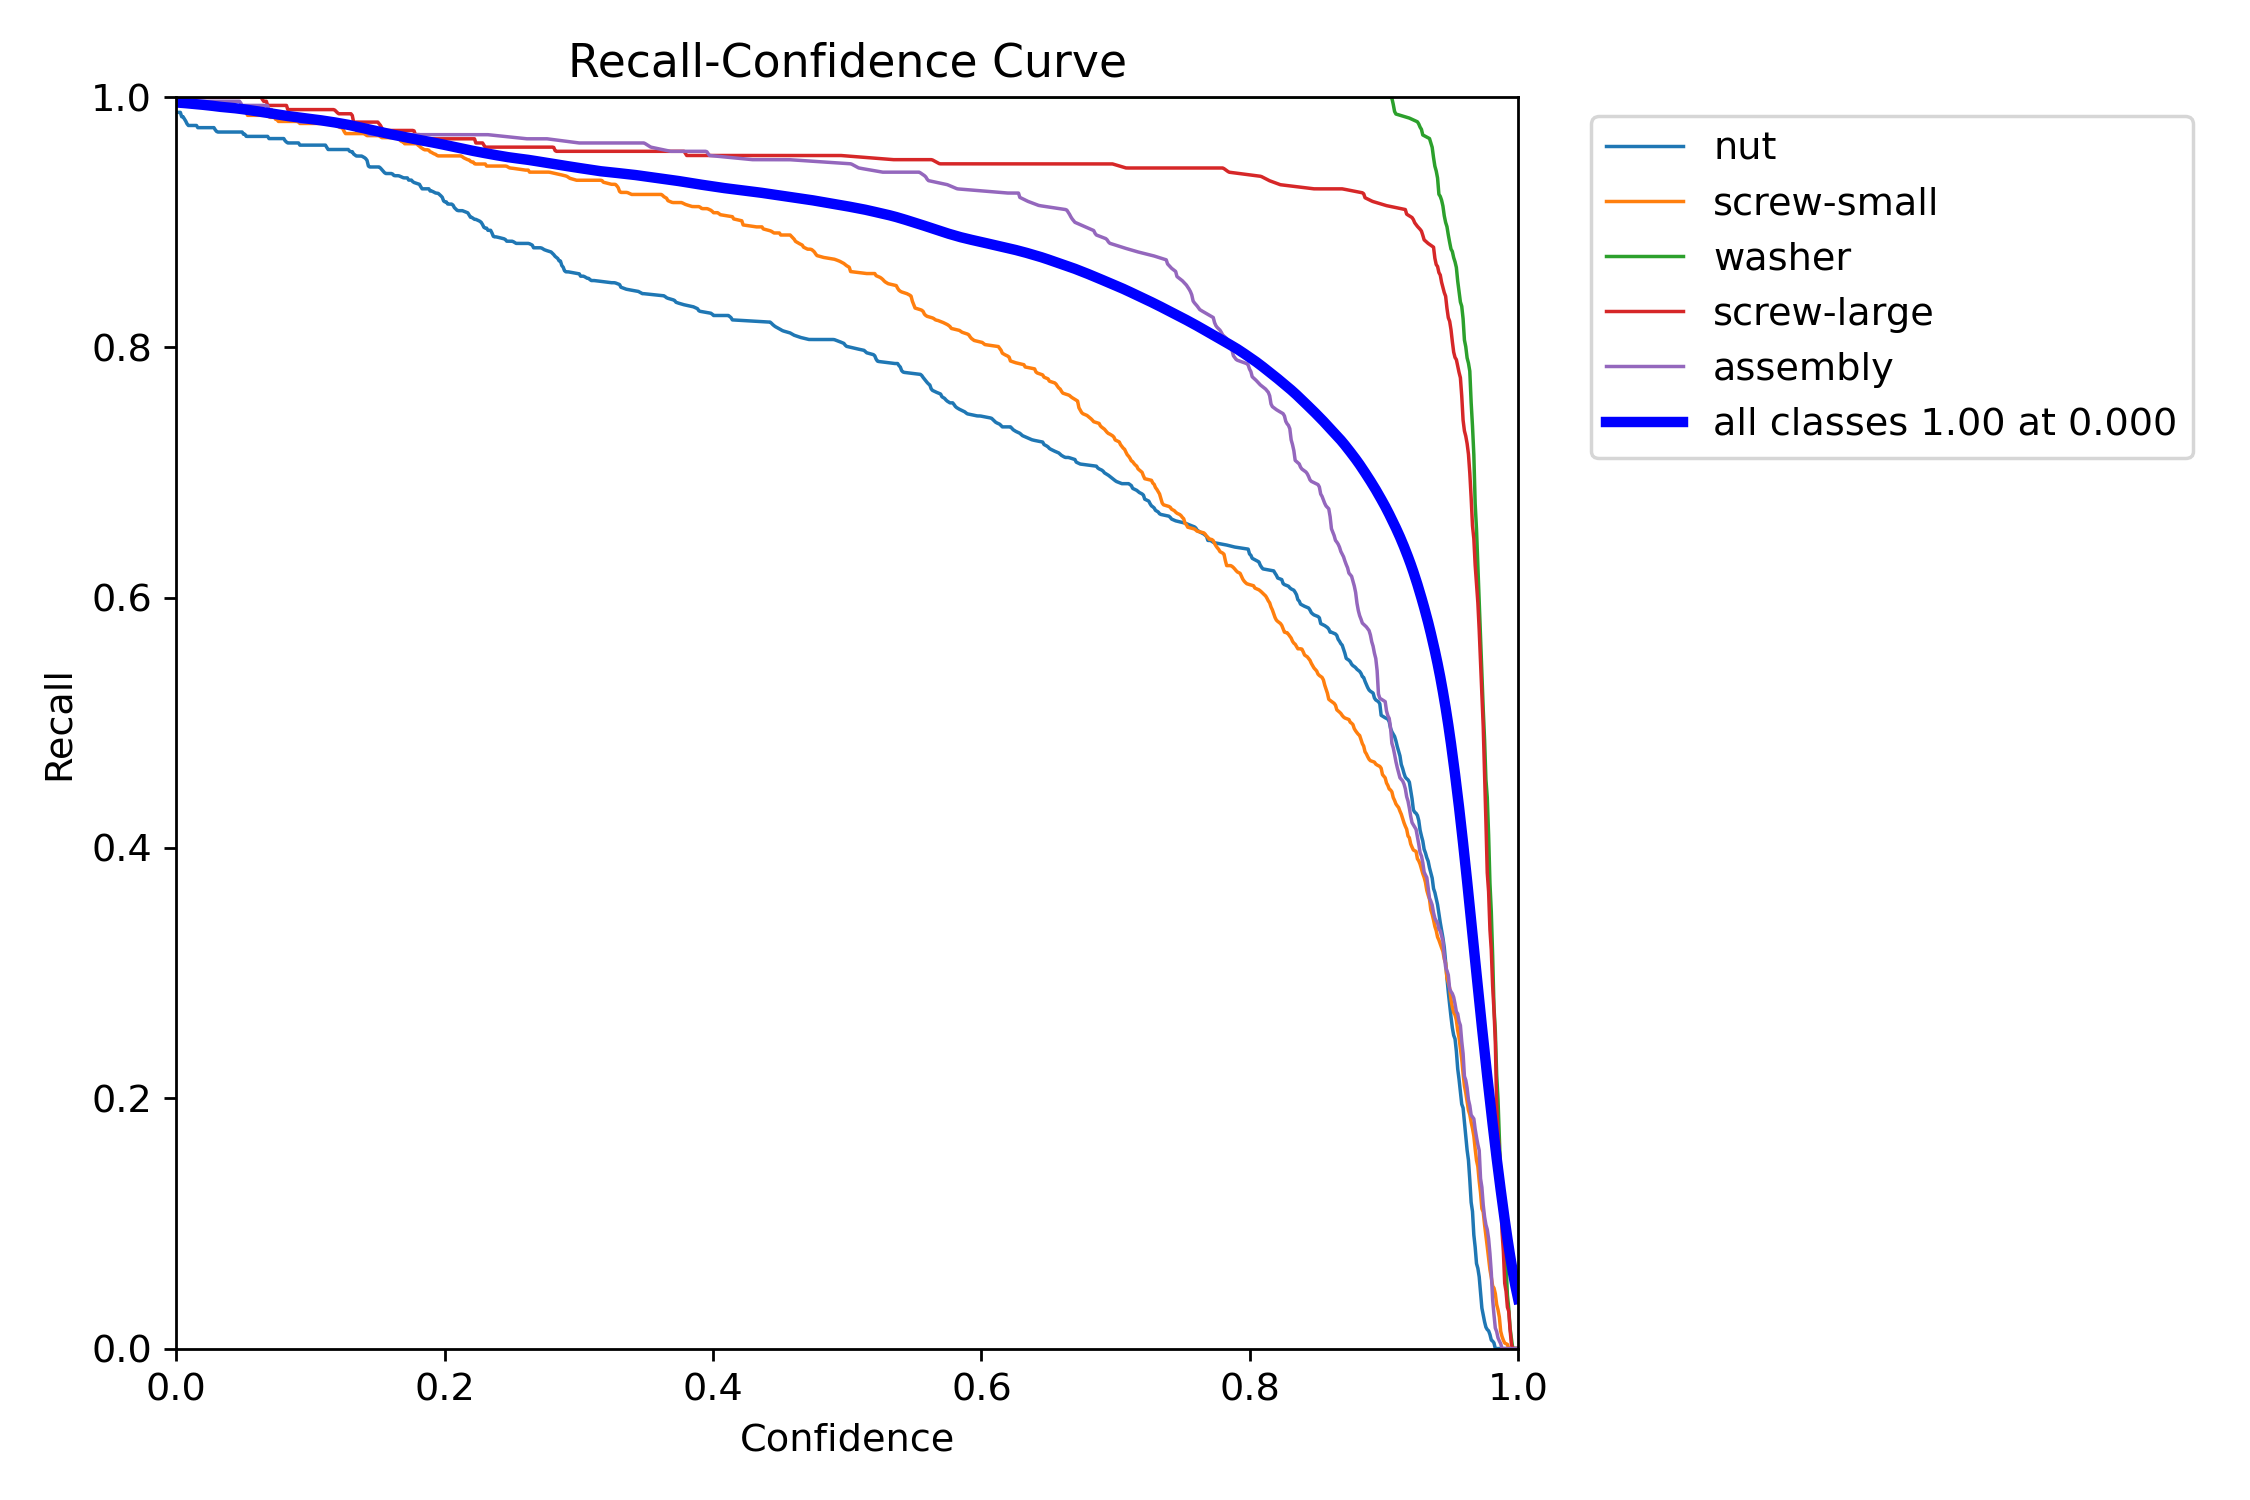 Recall-Confidence Curve
1.0
0.8
0.6
0.4
0.2
0.0
Recall
0.0 0.2 0.4 0.6 0.8 1.0
Confidence
nut
screw-small
washer
screw-large
assembly
all classes 1.00 at 0.000